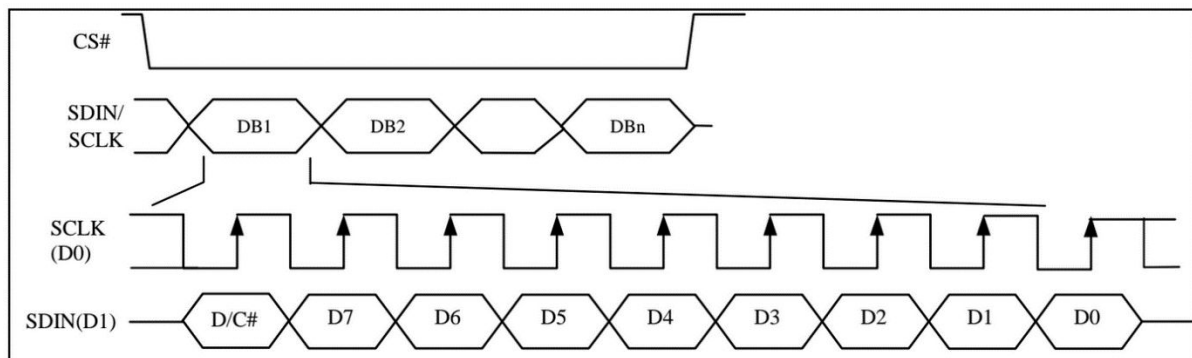 CS#
SDIN/
SCLK
DB1 DB2 DBn
SCLK
(D0)
SDIN(D1) D/C# D7 D6 D5 D4 D3 D2 D1 D0